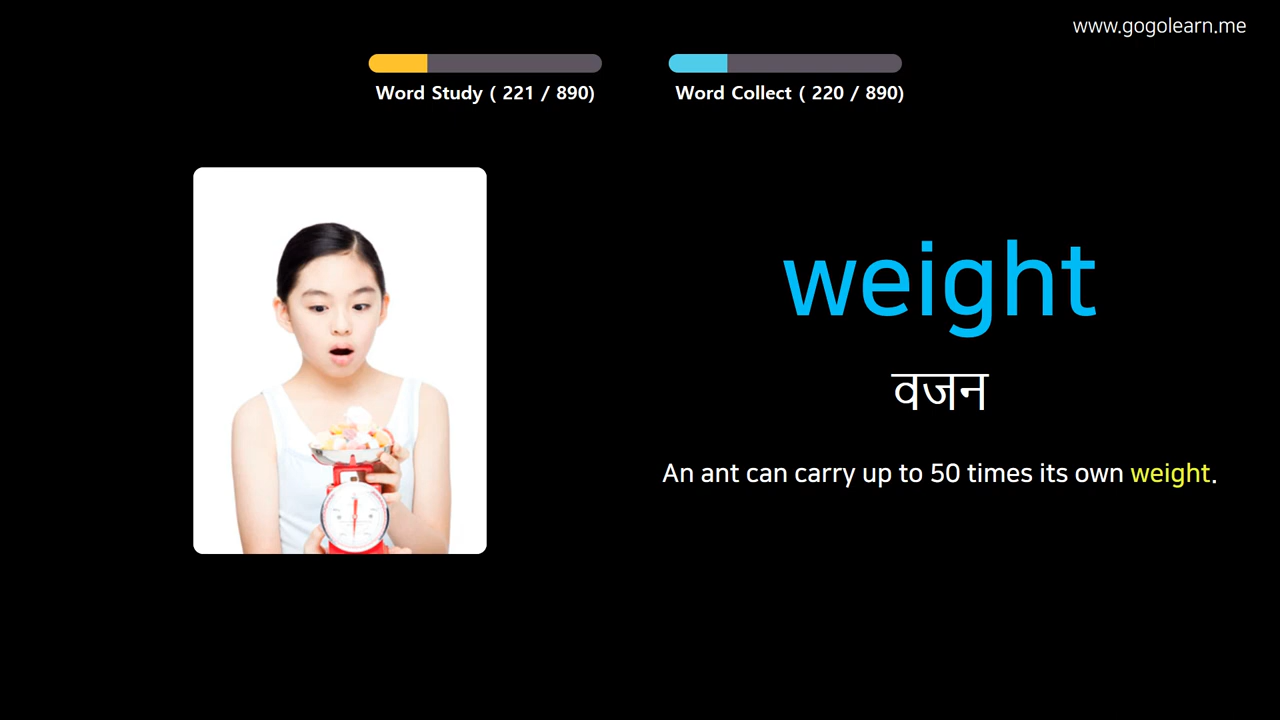 www.gogolearn.me
Word Study ( 221 / 890)
Word Collect ( 220 / 890)
weight
वजन
An ant can carry up to 50 times its own weight.